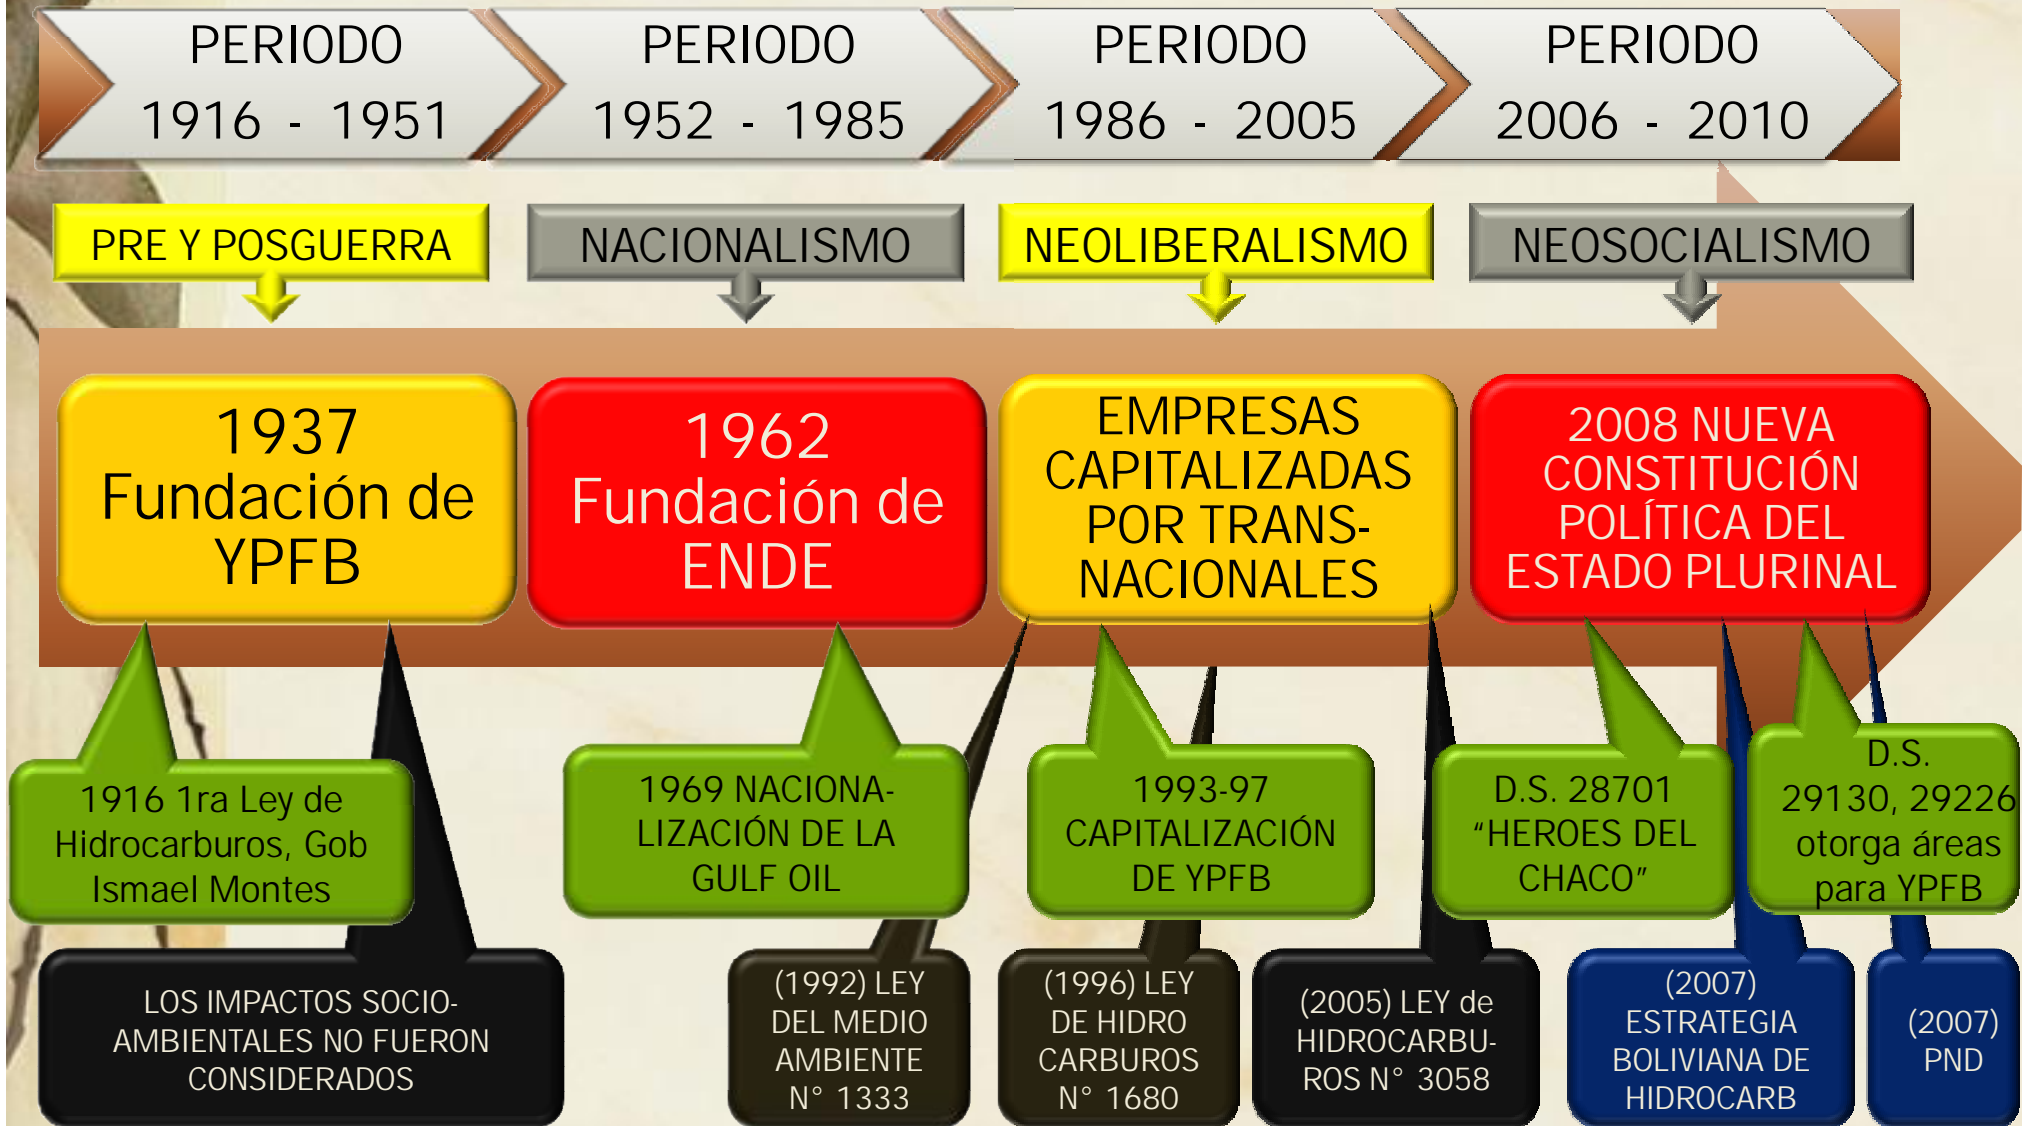 PERIODO
1916 - 1951
PERIODO
1952 - 1985
PERIODO
1986 - 2005
PERIODO
2006 - 2010
PRE Y POSGUERRA
NACIONALISMO
NEOLIBERALISMO
NEOSOCIALISMO
1937
Fundación de
YPFB
1962
Fundación de
ENDE
EMPRESAS
CAPITALIZADAS
POR TRANS-
NACIONALES
2008 NUEVA
CONSTITUCIÓN
POLÍTICA DEL
ESTADO PLURINAL
1916 1ra Ley de
Hidrocarburos, Gob
Ismael Montes
1969 NACIONA-
LIZACIÓN DE LA
GULF OIL
1993-97
CAPITALIZACIÓN
DE YPFB
D.S. 28701
“HEROES DEL
CHACO”
D.S.
29130, 29226
otorga áreas
para YPFB
LOS IMPACTOS SOCIO-
AMBIENTALES NO FUERON
CONSIDERADOS
(1992) LEY
DEL MEDIO
AMBIENTE
N° 1333
(1996) LEY
DE HIDRO
CARBUROS
N° 1680
(2005) LEY de
HIDROCARBU-
ROS N° 3058
(2007)
ESTRATEGIA
BOLIVIANA DE
HIDROCARB
(2007)
PND